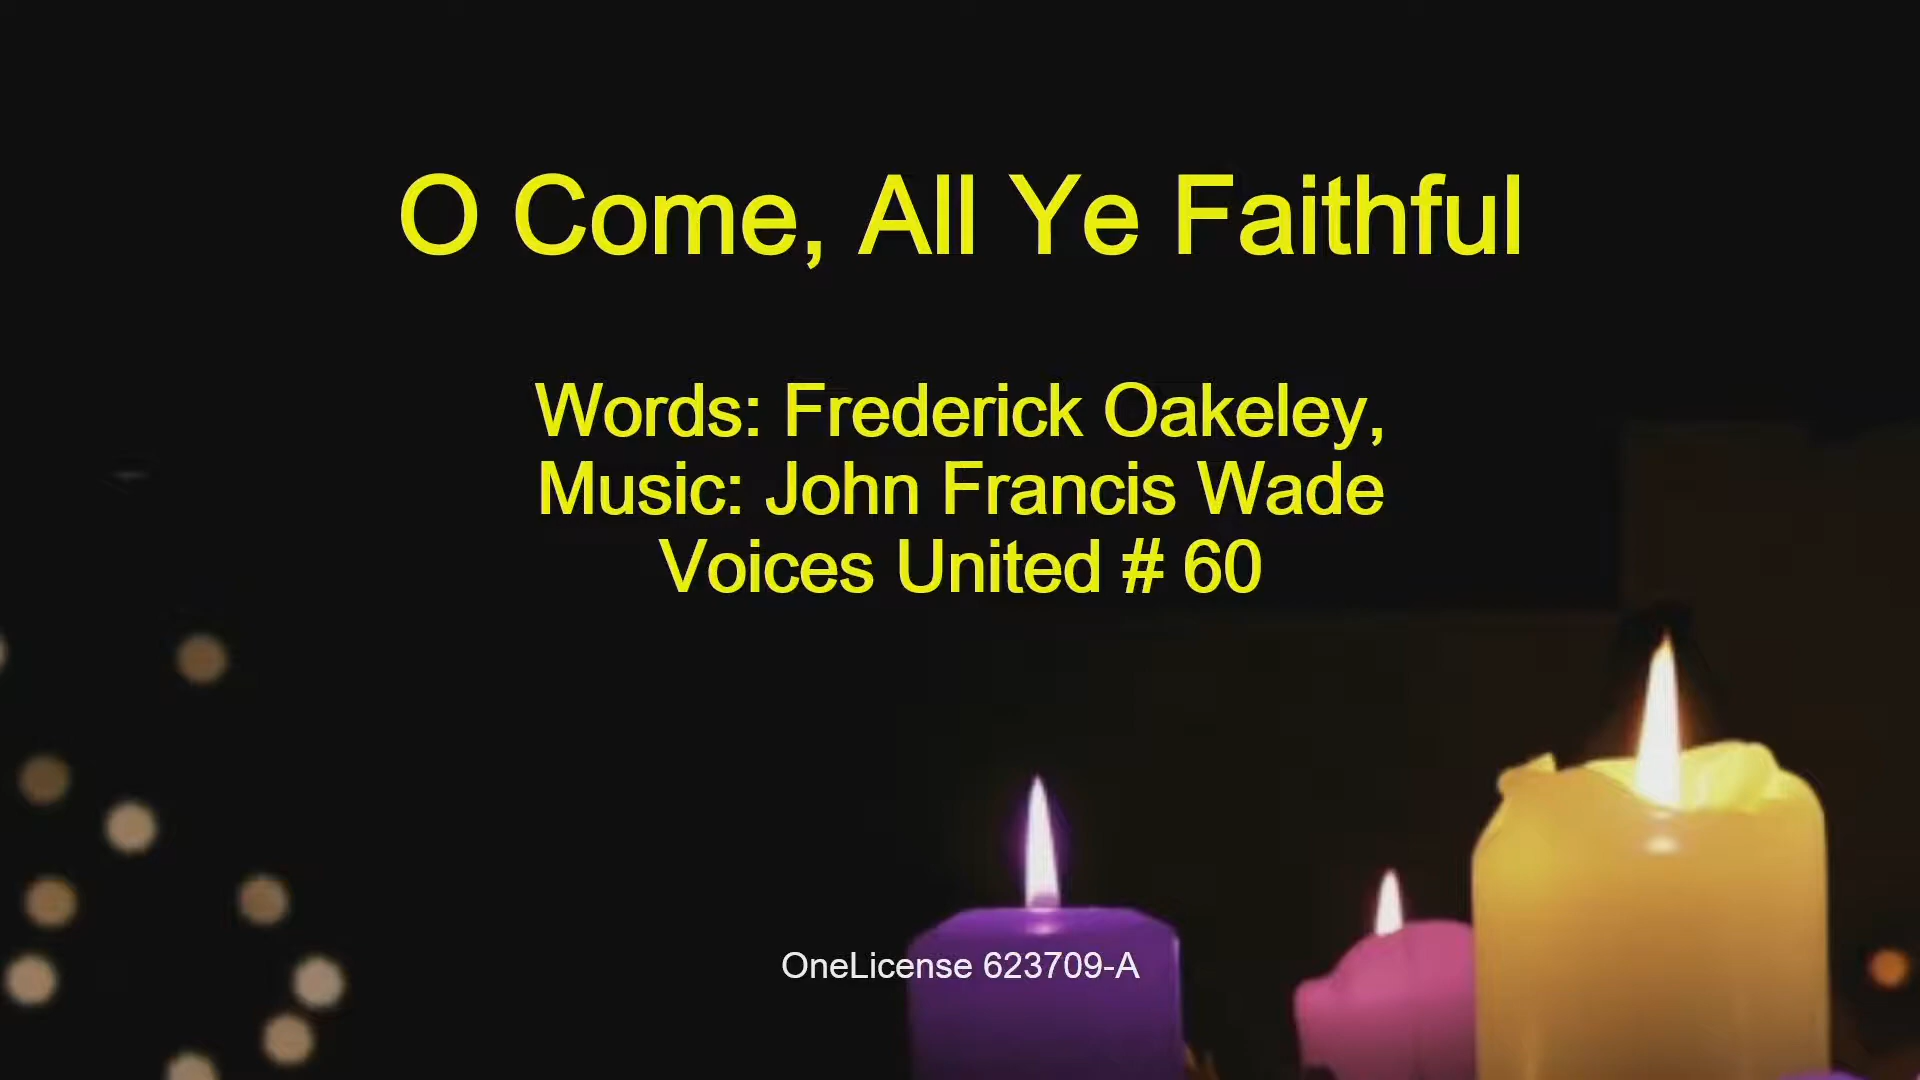 O Come, All Ye Faithful
Words: Frederick Oakeley,
Music: John Francis Wade
Voices United # 60
OneLicense 623709-A